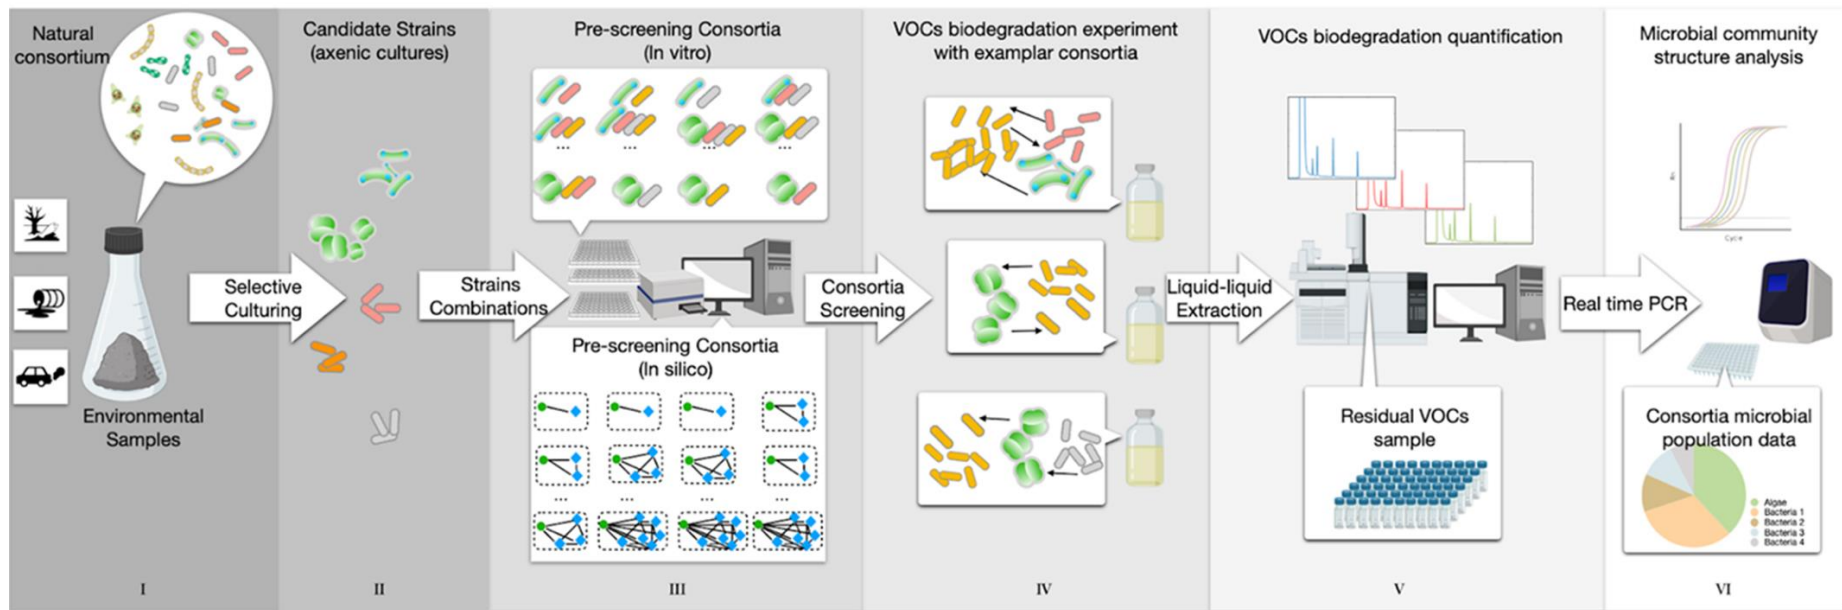 Natural
consortium
Environmental
Samples
I
Selective
Culturing
Candidate Strains
(axenic cultures)
II
Strains
Combinations
Pre-screening Consortia
(In vitro)
...
...
...
...
Pre-screening Consortia
(In silico)
...
...
...
...
III
Consortia
Screening
VOCs biodegradation experiment
with examplar consortia
IV
Liquid-liquid
Extraction
VOCs biodegradation quantification
Residual VOCs
sample
V
Real time PCR
Microbial community
structure analysis
Rn
Cycle
Consortia microbial
population data
Algae
Bacteria 1
Bacteria 2
Bacteria 3
Bacteria 4
VI